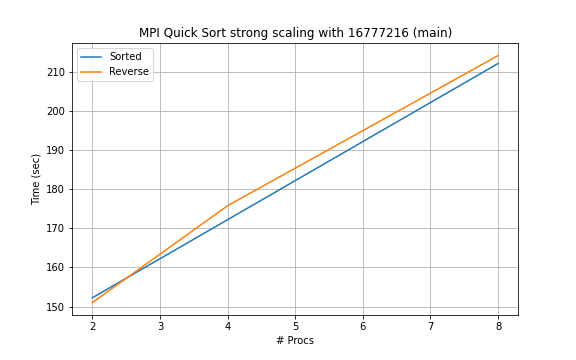 MPI Quick Sort strong scaling with 16777216 (main)
Sorted
Reverse
210
200
190
180
170
160
150
Time (sec)
2 3 4 5 6 7 8
# Procs